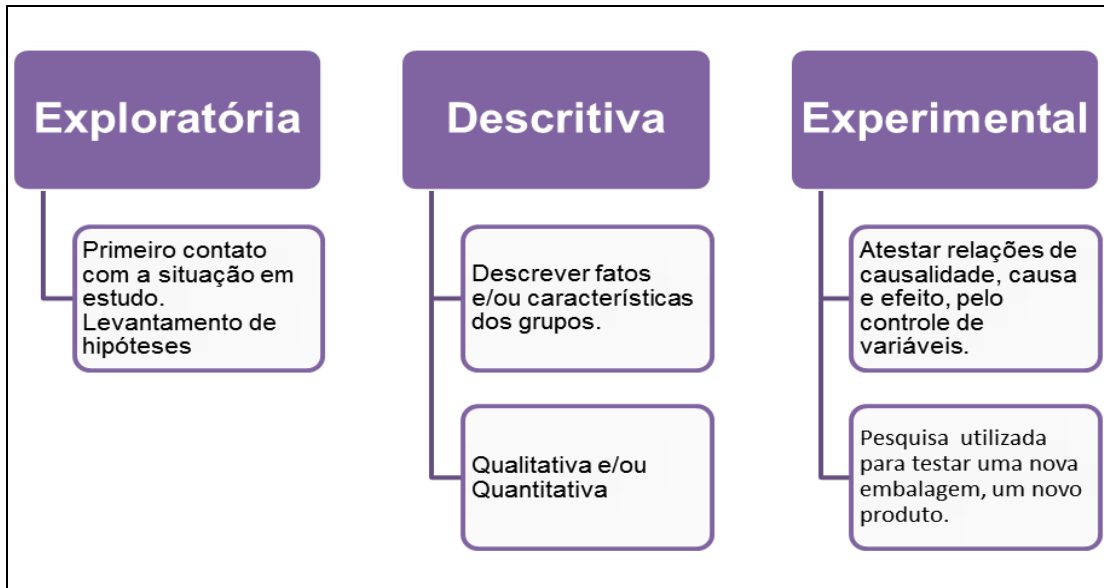 Exploratória
Primeiro contato
com a situação em
estudo.
Levantamento de
hipóteses
Descritiva
Descrever fatos
e/ou características
dos grupos.
Qualitativa e/ou
Quantitativa
Experimental
Atestar relações de
causalidade, causa
e efeito, pelo
controle de
variáveis.
Pesquisa utilizada
para testar uma nova
embalagem, um novo
produto.